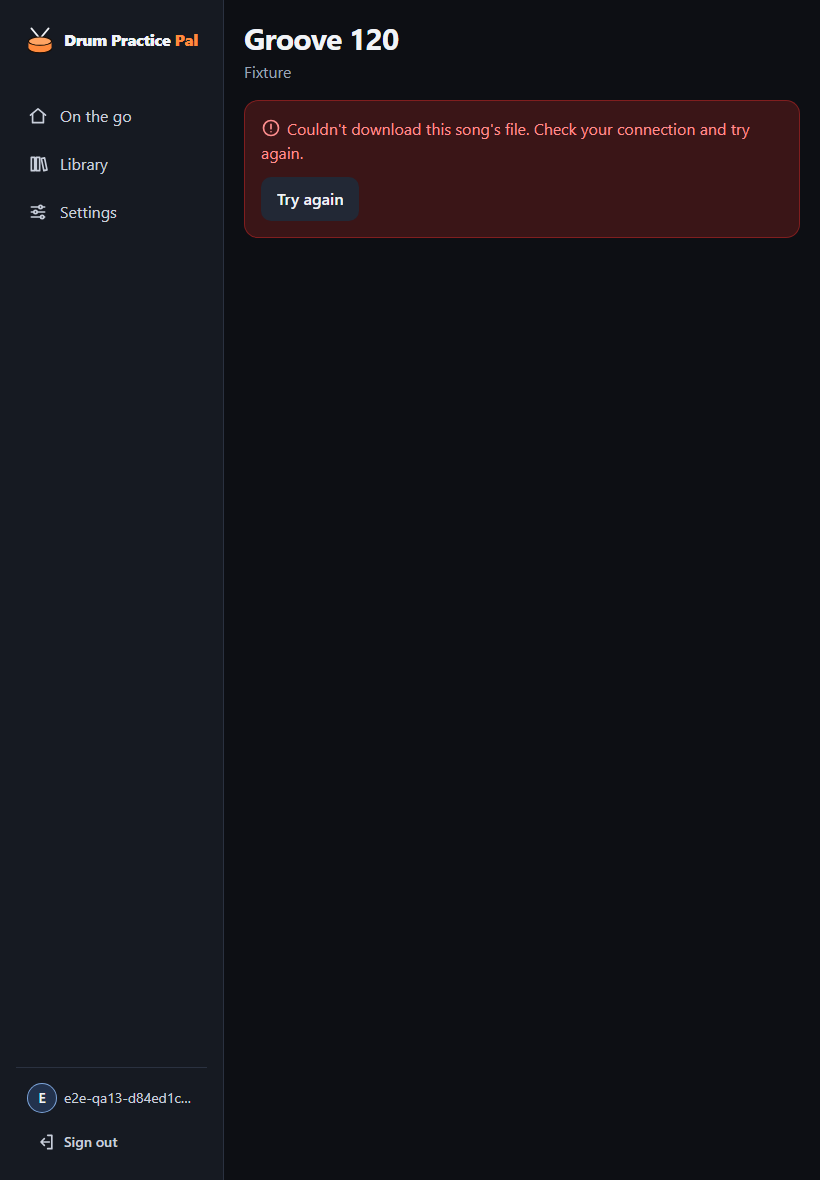 Drum Practice Pal
On the go
Library
Settings
Groove 120
Fixture
Couldn't download this song's file. Check your connection and try
again.
Try again
E
e2e-qa13-d84ed1c...
Sign out